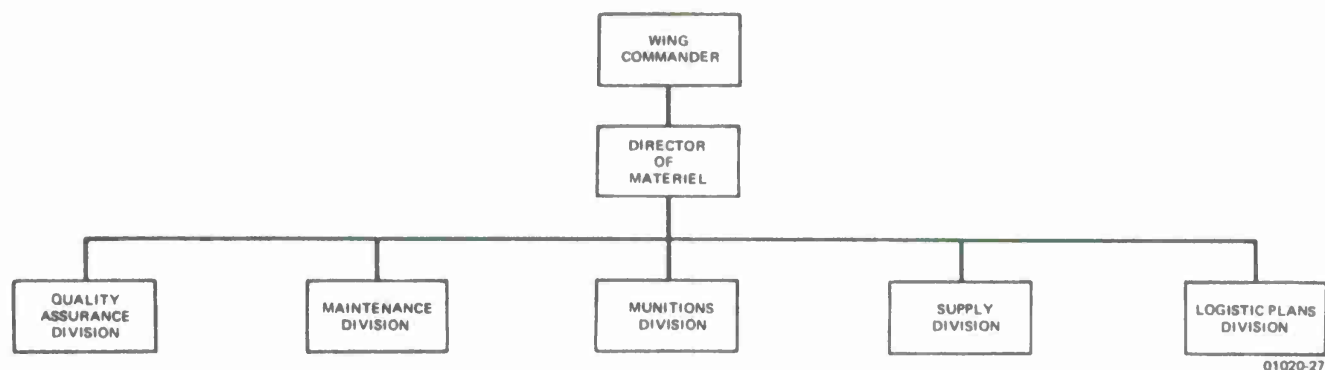 WING
COMMANDER
DIRECTOR
OF
MATERIEL
QUALITY
ASSURANCE
DIVISION
MAINTENANCE
DIVISION
MUNITIONS
DIVISION
SUPPLY
DIVISION
LOGISTIC PLANS
DIVISION
01020-27